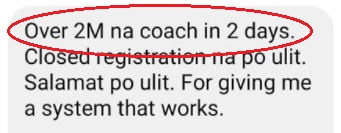 Over 2M na coach in 2 days.
Closed registration na po ulit.
Salamat po ulit. For giving me
a system that works.